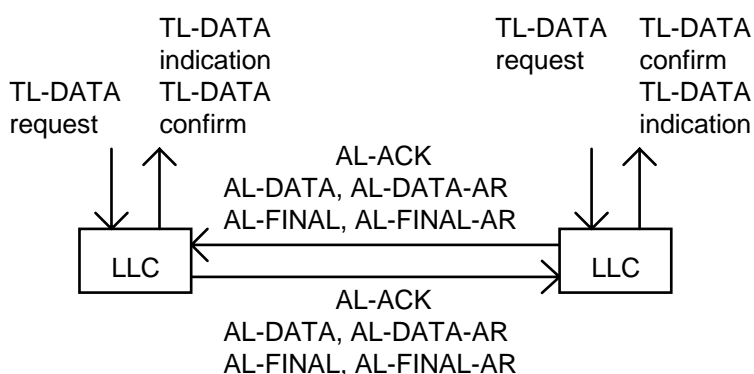 TL-DATA
indication
TL-DATA
confirm
TL-DATA
request
TL-DATA
request
TL-DATA
confirm
TL-DATA
indication
AL-ACK
AL-DATA, AL-DATA-AR
AL-FINAL, AL-FINAL-AR
LLC
LLC
AL-ACK
AL-DATA, AL-DATA-AR
AL-FINAL, AL-FINAL-AR